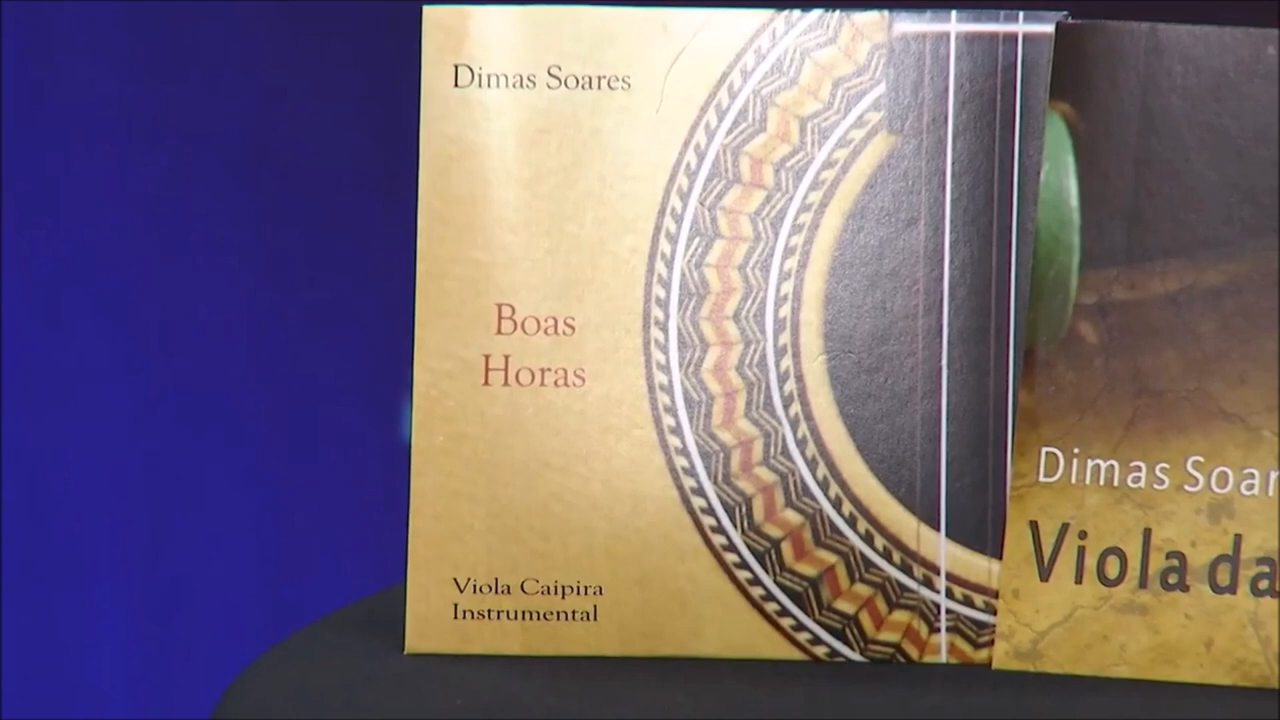 Dimas Soares
Boas
Horas
Viola Caipira
Instrumental
Dimas Soar
Viola da